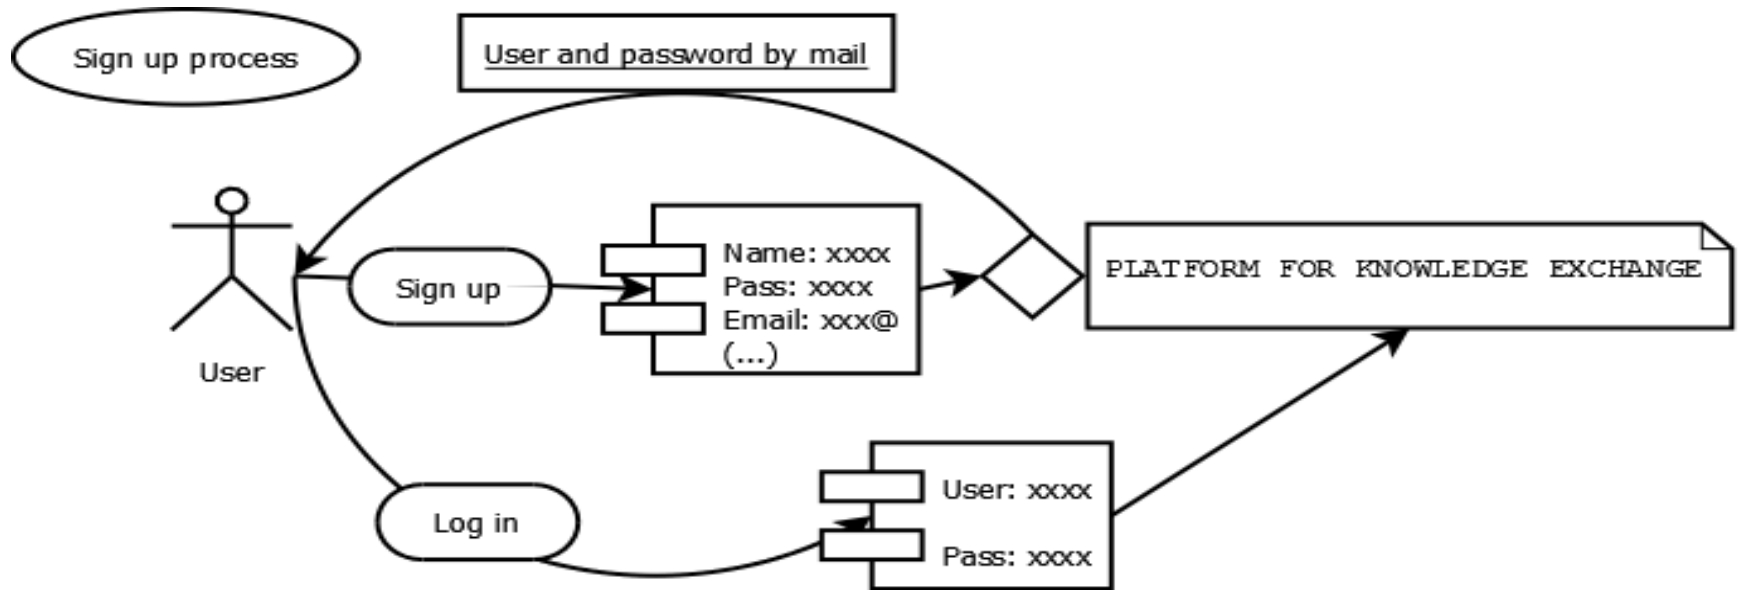 Sign up process
User and password by mail
Name: xxxx
Pass: xxxx
Email: xxx@
(...)
PLATFORM FOR KNOWLEDGE EXCHANGE
Sign up
User
User: xxxx
Log in
Pass: xxxx